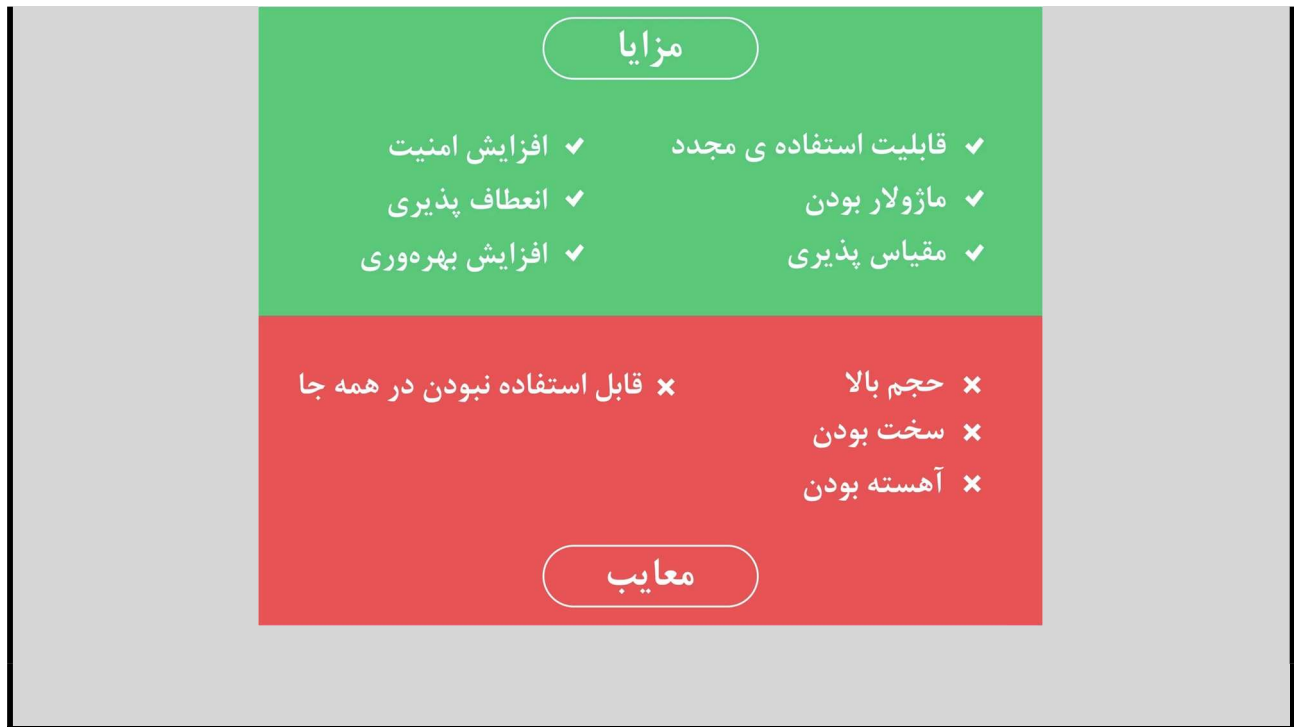 مزایا
قابلیت استفاده ی مجدد
ماژولار بودن
مقیاس پذیری
افزایش امنیت
انعطاف پذیری
افزایش بهره‌وری
حجم بالا
سخت بودن
آهسته بودن
قابل استفاده نبودن در همه جا
معایب